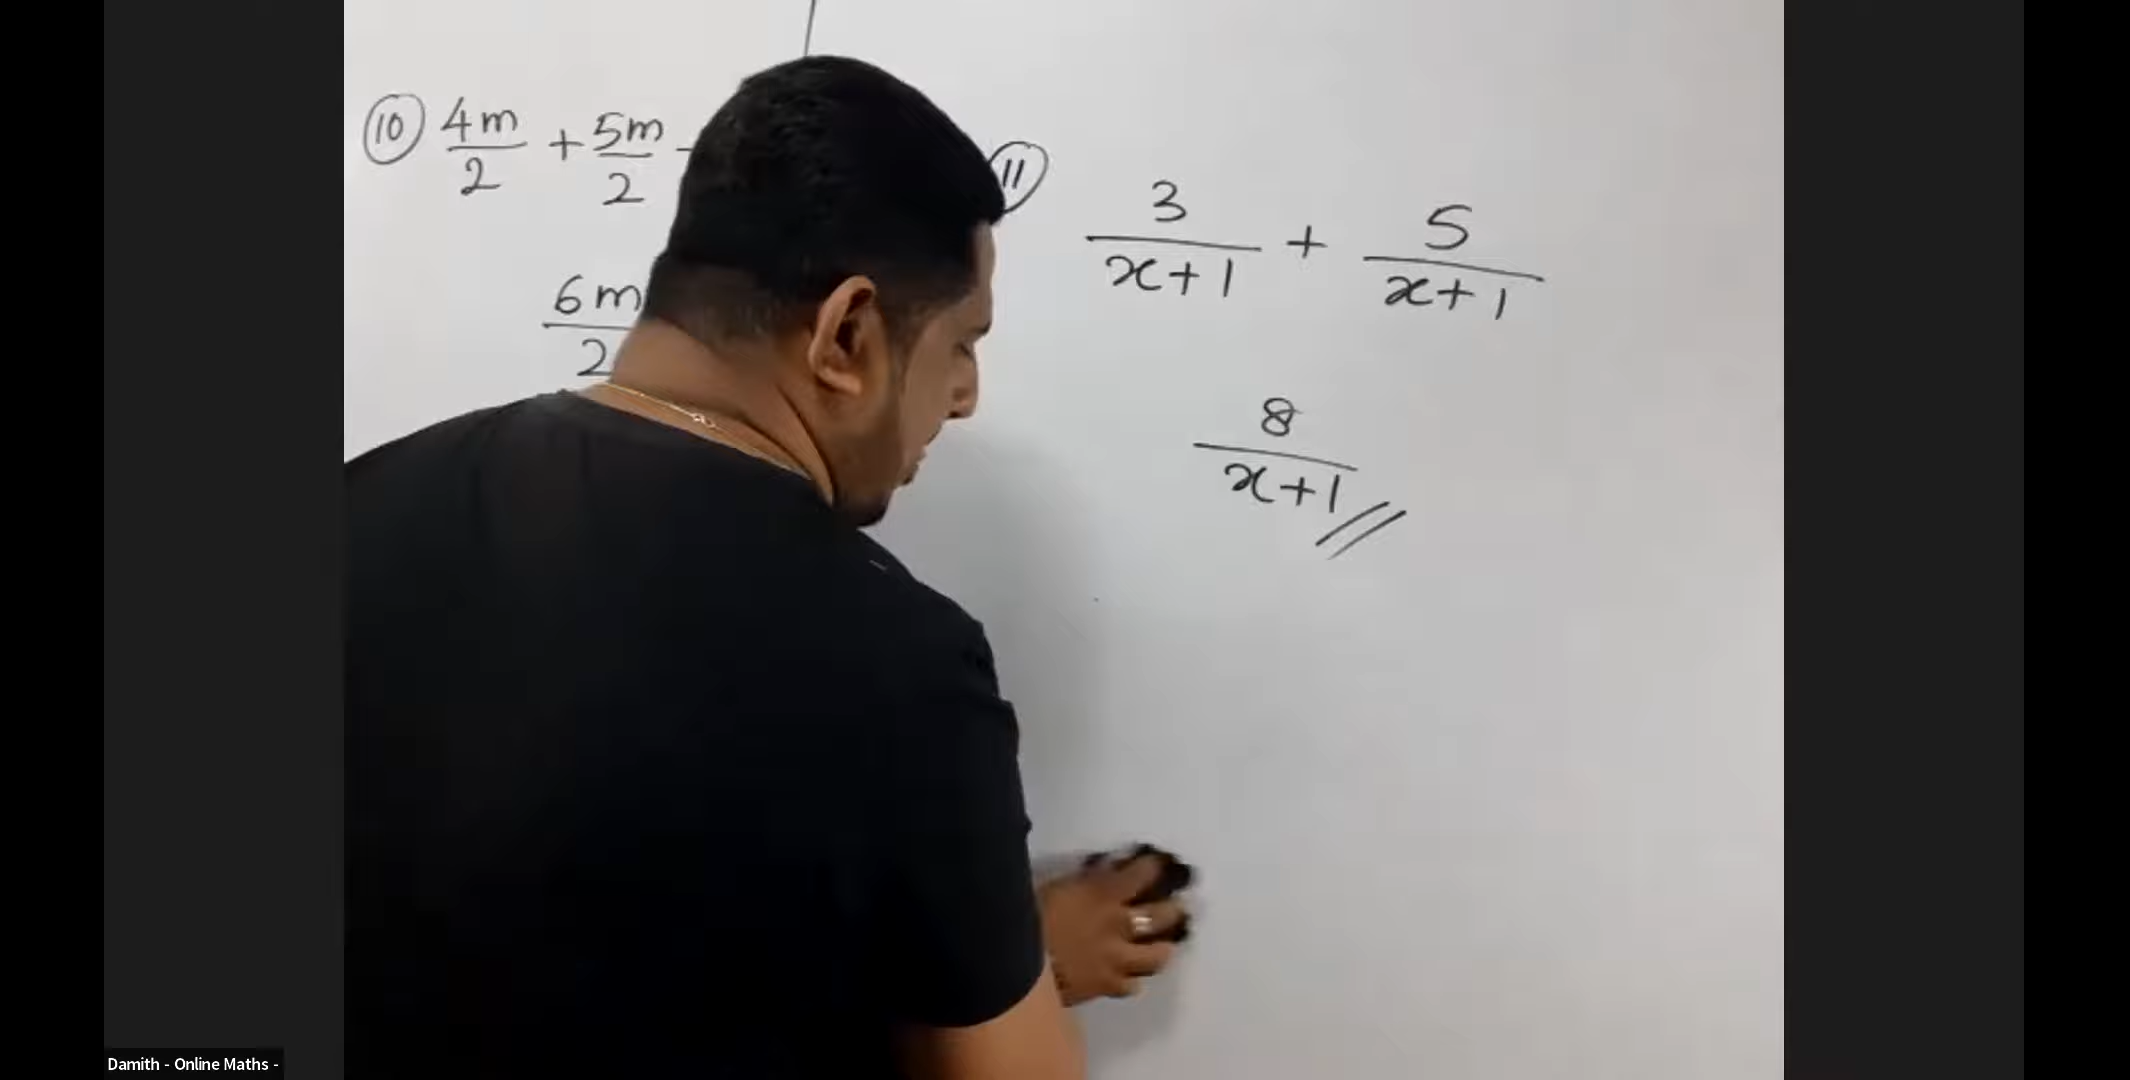 ⑩ 4m/2 + 5m/2 -
6m/2
⑪ 3/(x+1) + 5/(x+1)
8/(x+1)
Damith - Online Maths -